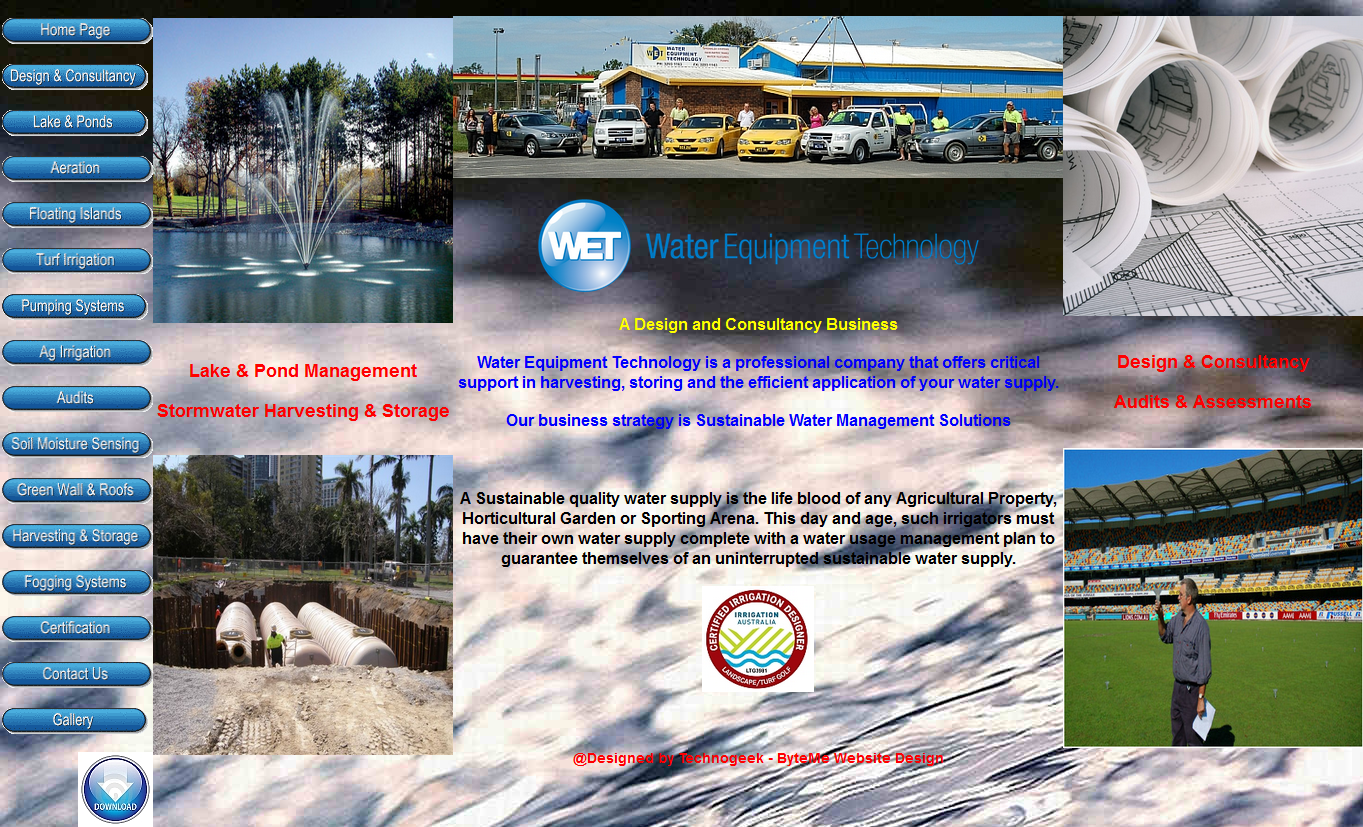 Home Page
Design & Consultancy
Lake & Ponds
Aeration
Floating Islands
Turf Irrigation
Pumping Systems
Ag Irrigation
Audits
Soil Moisture Sensing
Green Wall & Roofs
Harvesting & Storage
Fogging Systems
Certification
Contact Us
Gallery
DOWNLOAD
Lake & Pond Management
Stormwater Harvesting & Storage
WET
WATER
EQUIPMENT
TECHNOLOGY
WET Water Equipment Technology
A Design and Consultancy Business
Water Equipment Technology is a professional company that offers critical
support in harvesting, storing and the efficient application of your water supply.
Our business strategy is Sustainable Water Management Solutions
A Sustainable quality water supply is the life blood of any Agricultural Property,
Horticultural Garden or Sporting Arena. This day and age, such irrigators must
have their own water supply complete with a water usage management plan to
guarantee themselves of an uninterrupted sustainable water supply.
CERTIFIED IRRIGATION DESIGNER
IRRIGATION
AUSTRALIA
LANDSCAPE/TURF GOLF
@Designed by Technogeek - ByteMe Website Design
Design & Consultancy
Audits & Assessments
LIONS.COM.AU
Emirates
AAMI
AAMI